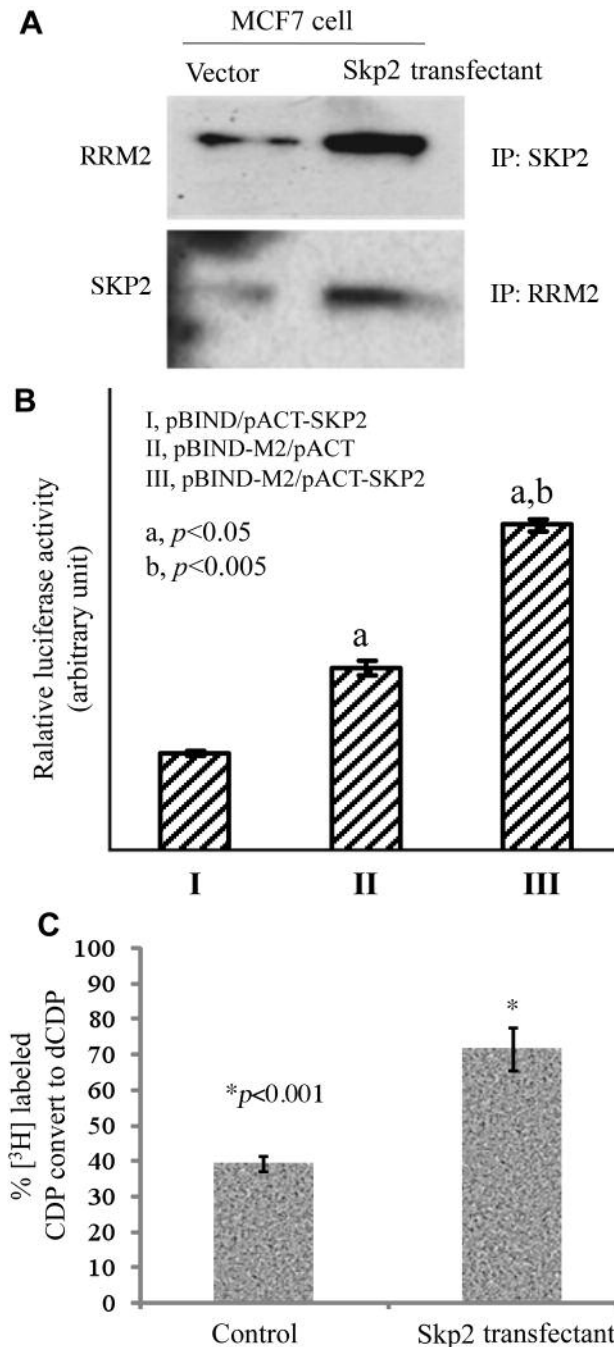 A
MCF7 cell
Vector Skp2 transfectant
RRM2 IP: SKP2
SKP2 IP: RRM2
B
I, pBIND/pACT-SKP2
II, pBIND-M2/pACT
III, pBIND-M2/pACT-SKP2
a, p<0.05
b, p<0.005
a
a,b
Ralative luciferase activity
(arbitrary unit)
I II III
C
100
90
80
70
60
50
40
30
20
10
0
% [³H] labeled
CDP convert to dCDP
*p<0.001
*
Control Skp2 transfectant